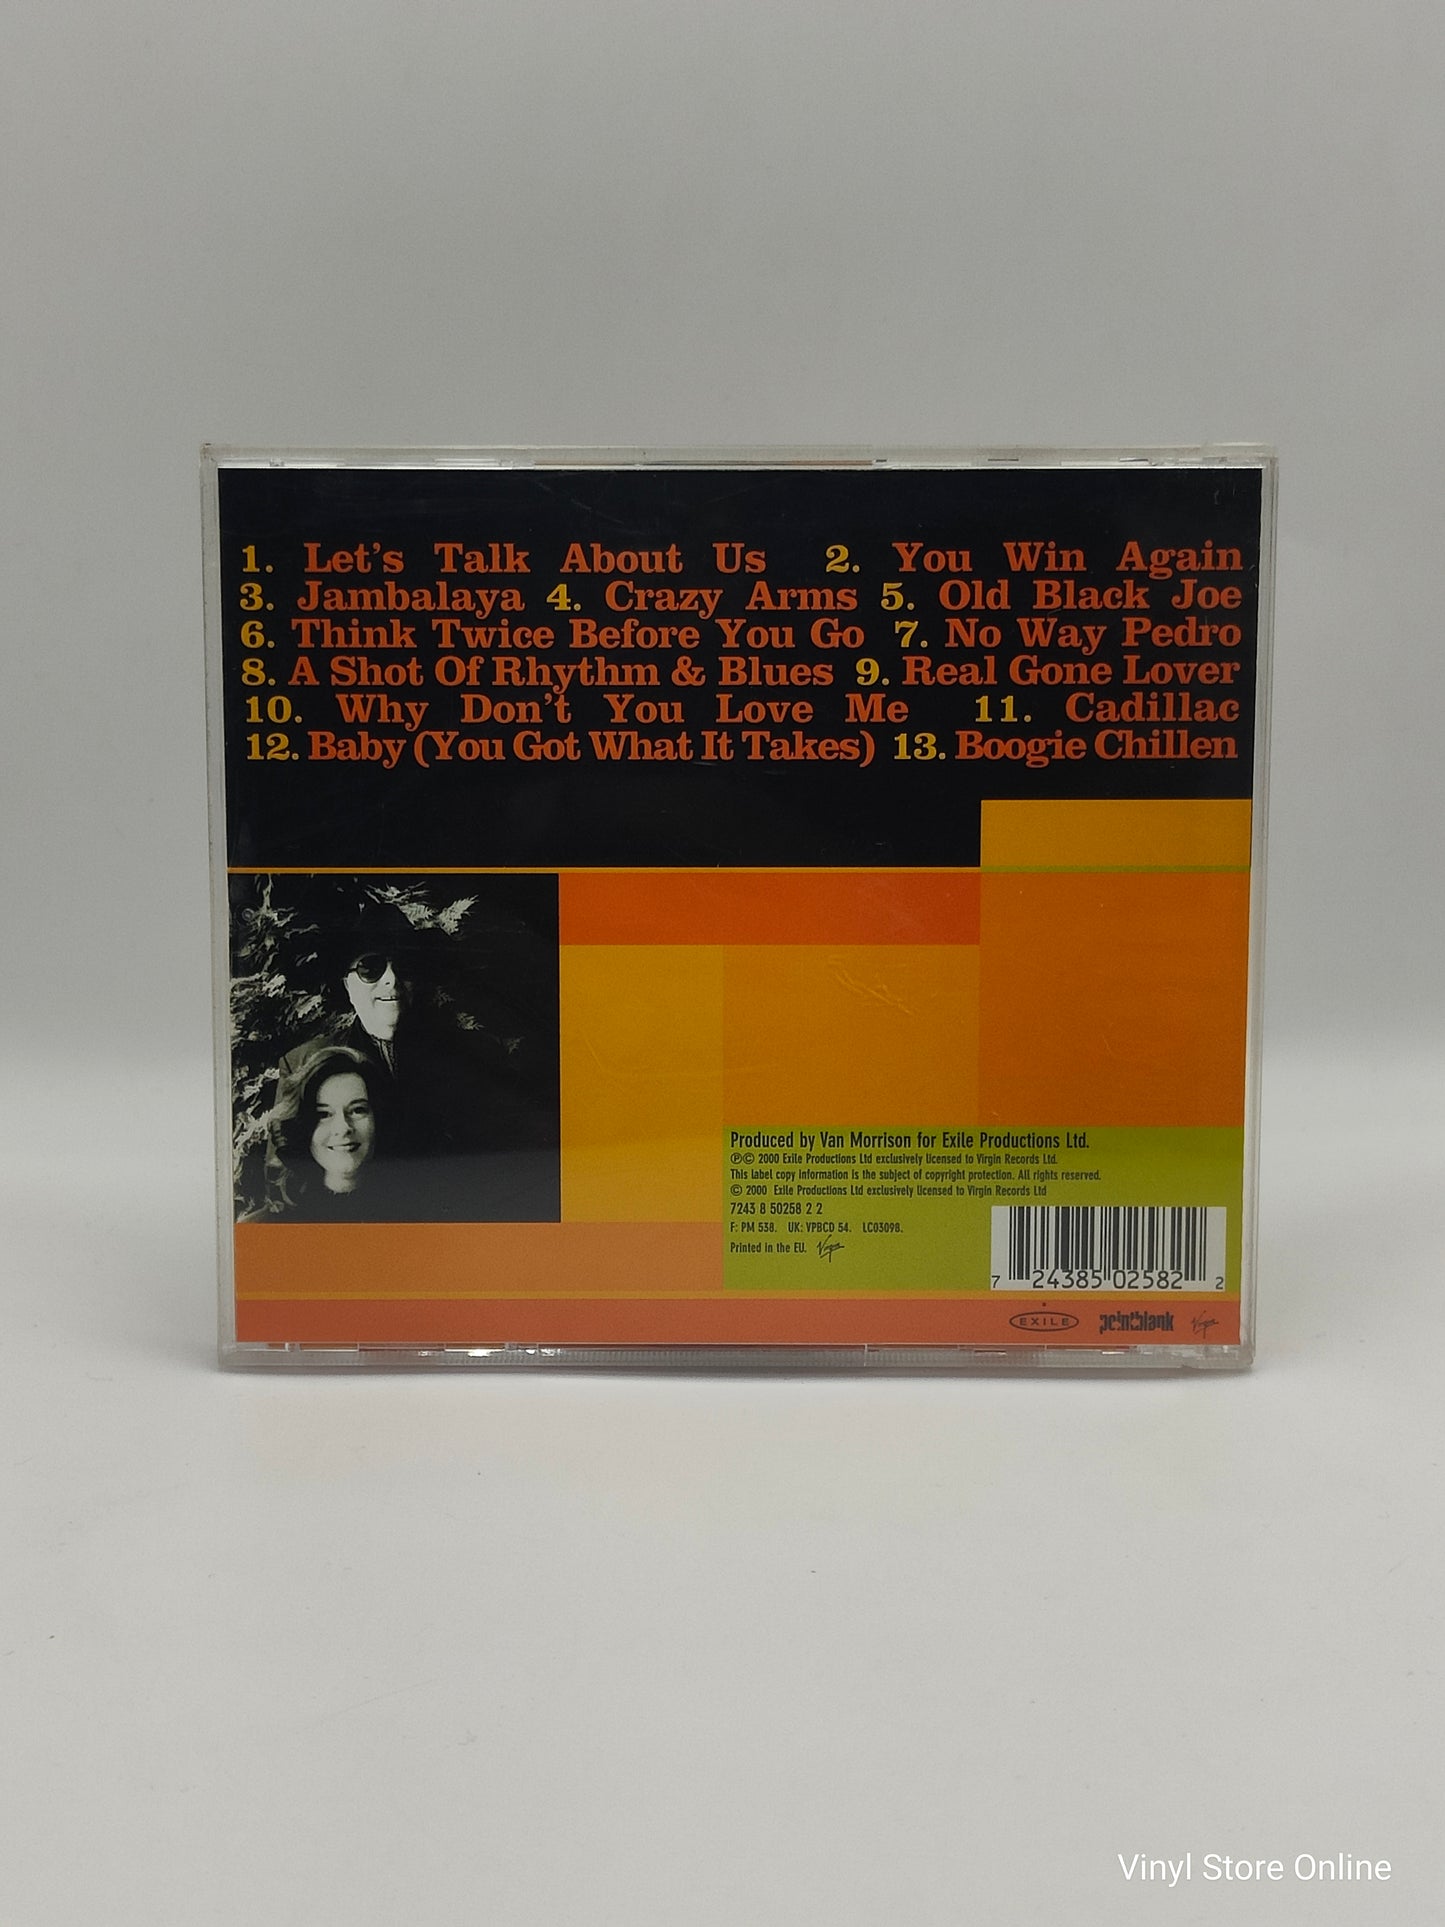 1. Let's Talk About Us 2. You Win Again
3. Jambalaya 4. Crazy Arms 5. Old Black Joe
6. Think Twice Before You Go 7. No Way Pedro
8. A Shot Of Rhythm & Blues 9. Real Gone Lover
10. Why Don't You Love Me 11. Cadillac
12. Baby (You Got What It Takes) 13. Boogie Chillen
Produced by Van Morrison for Exile Productions Ltd.
℗© 2000 Exile Productions Ltd exclusively licensed to Virgin Records Ltd.
This label copy information is the subject of copyright protection. All rights reserved.
© 2000 Exile Productions Ltd exclusively licensed to Virgin Records Ltd
7243 8 50258 2 2
F: PM 538. UK: VPBCD 54. LC03098.
Printed in the EU. Virgin
7 24385 02582 2
EXILE pointblank Virgin
Vinyl Store Online